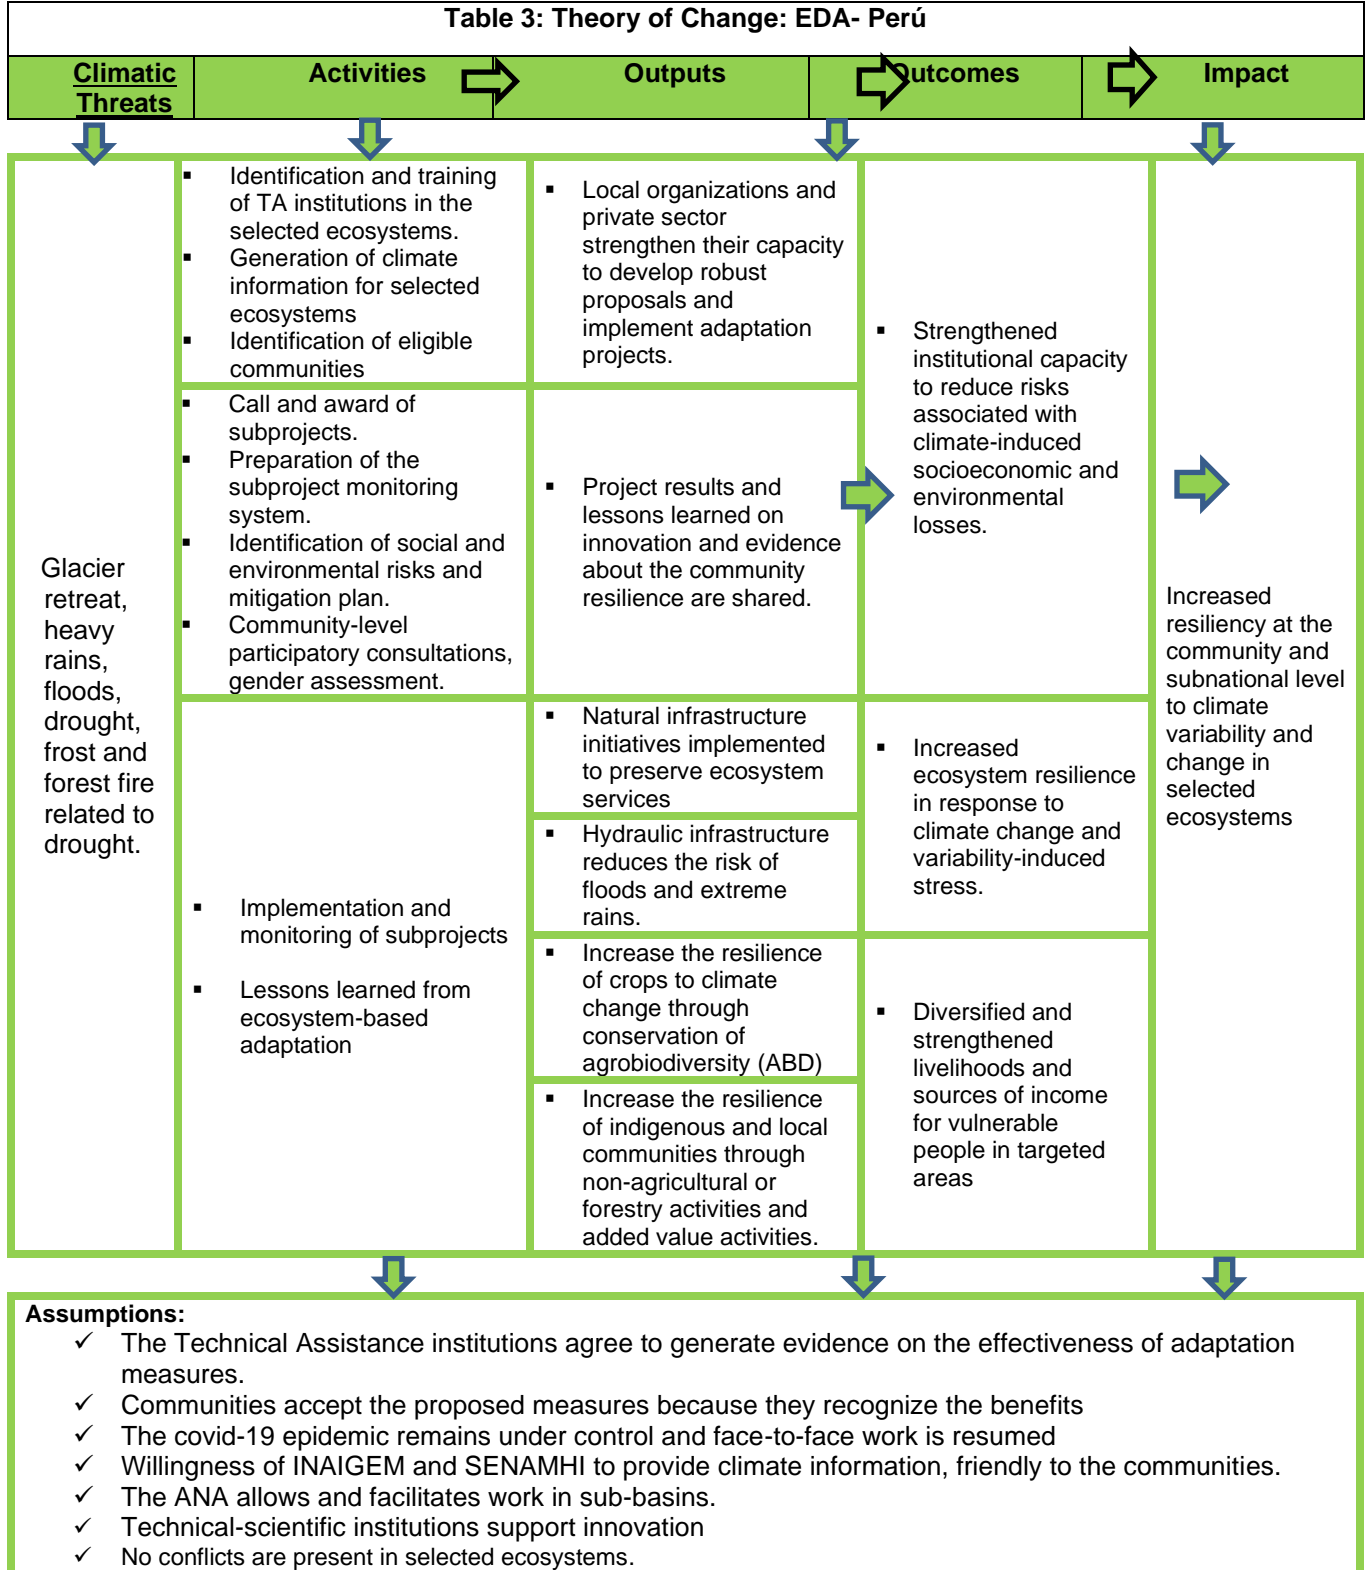 Table 3: Theory of Change: EDA- Perú
Climatic
Threats
Activities
Outputs
Outcomes
Impact
Glacier
retreat,
heavy
rains,
floods,
drought,
frost and
forest fire
related to
drought.
▪ Identification and training
of TA institutions in the
selected ecosystems.
▪ Generation of climate
information for selected
ecosystems
▪ Identification of eligible
communities
▪ Call and award of
subprojects.
▪ Preparation of the
subproject monitoring
system.
▪ Identification of social and
environmental risks and
mitigation plan.
▪ Community-level
participatory consultations,
gender assessment.
▪ Implementation and
monitoring of subprojects
▪ Lessons learned from
ecosystem-based
adaptation
▪ Local organizations and
private sector
strengthen their capacity
to develop robust
proposals and
implement adaptation
projects.
▪ Project results and
lessons learned on
innovation and evidence
about the community
resilience are shared.
▪ Natural infrastructure
initiatives implemented
to preserve ecosystem
services
▪ Hydraulic infrastructure
reduces the risk of
floods and extreme
rains.
▪ Increase the resilience
of crops to climate
change through
conservation of
agrobiodiversity (ABD)
▪ Increase the resilience
of indigenous and local
communities through
non-agricultural or
forestry activities and
added value activities.
▪ Strengthened
institutional capacity
to reduce risks
associated with
climate-induced
socioeconomic and
environmental
losses.
▪ Increased
ecosystem resilience
in response to
climate change and
variability-induced
stress.
▪ Diversified and
strengthened
livelihoods and
sources of income
for vulnerable
people in targeted
areas
Increased
resiliency at the
community and
subnational level
to climate
variability and
change in
selected
ecosystems
Assumptions:
✓ The Technical Assistance institutions agree to generate evidence on the effectiveness of adaptation
measures.
✓ Communities accept the proposed measures because they recognize the benefits
✓ The covid-19 epidemic remains under control and face-to-face work is resumed
✓ Willingness of INAIGEM and SENAMHI to provide climate information, friendly to the communities.
✓ The ANA allows and facilitates work in sub-basins.
✓ Technical-scientific institutions support innovation
✓ No conflicts are present in selected ecosystems.